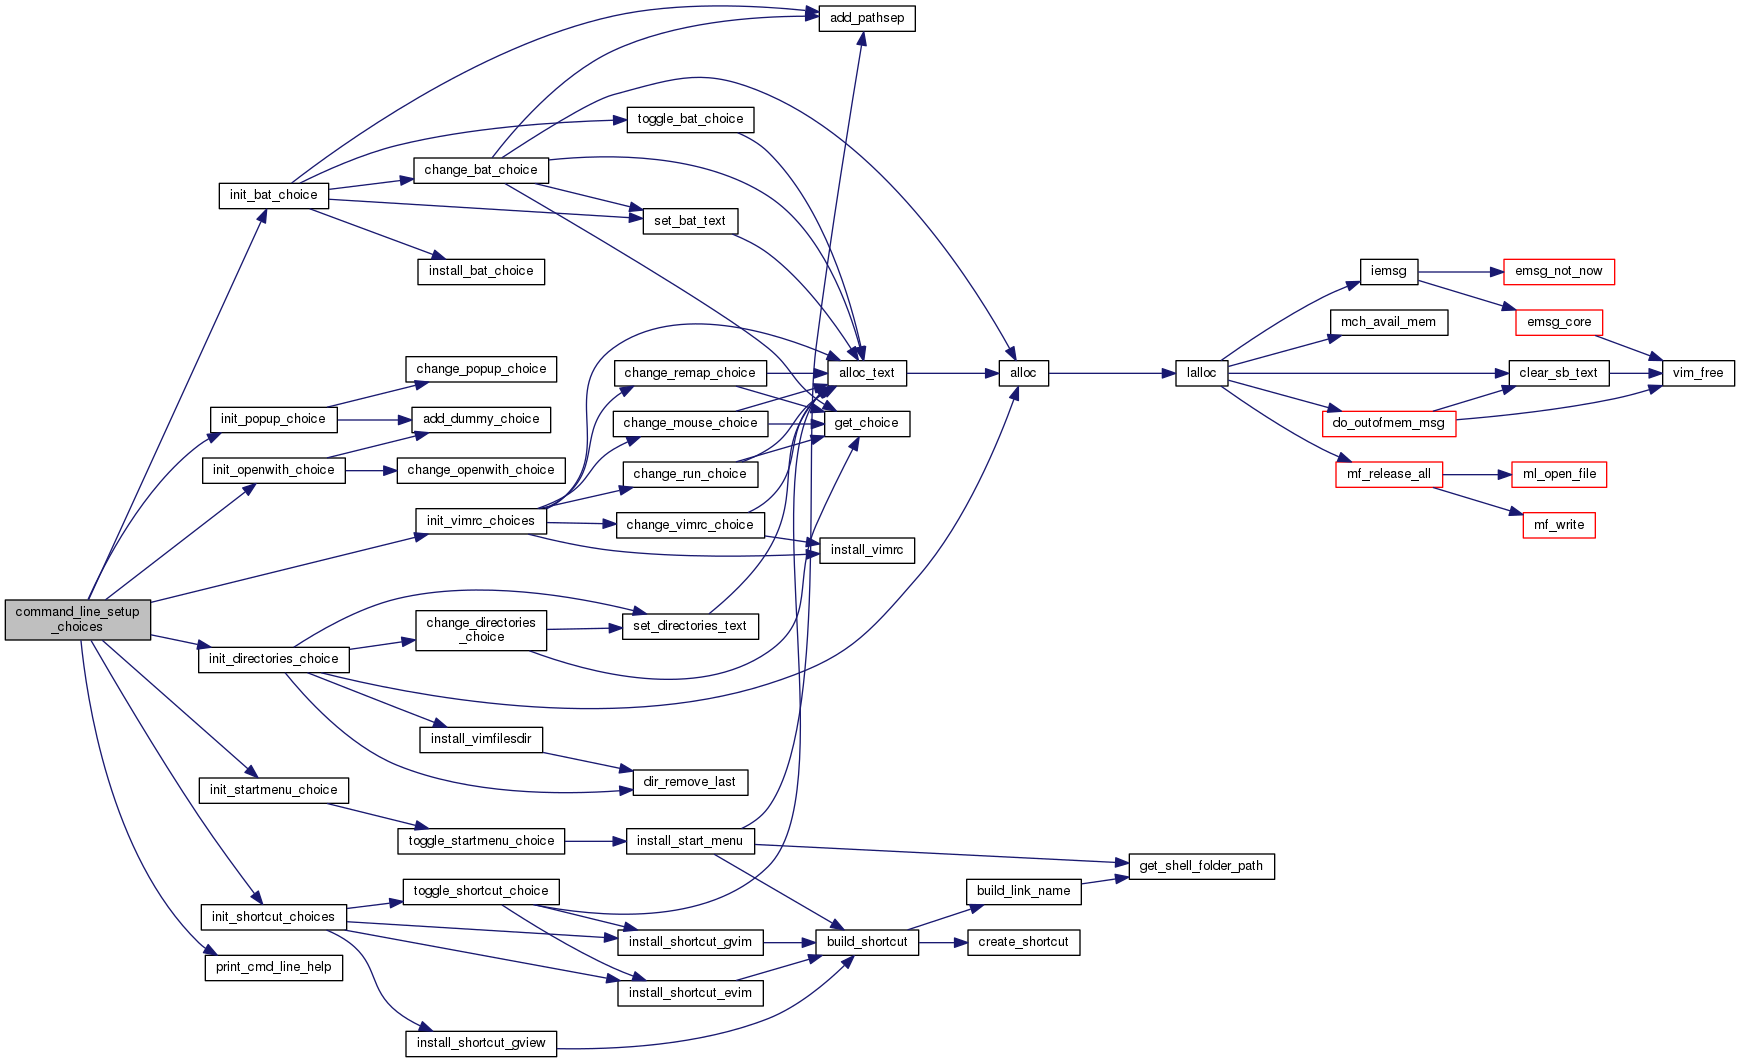 add_pathsep
toggle_bat_choice
change_bat_choice
init_bat_choice
set_bat_text
install_bat_choice
iemsg
emsg_not_now
mch_avail_mem
emsg_core
change_popup_choice
change_remap_choice
alloc_text
alloc
lalloc
clear_sb_text
vim_free
init_popup_choice
add_dummy_choice
change_mouse_choice
get_choice
do_outofmem_msg
init_openwith_choice
change_openwith_choice
change_run_choice
mf_release_all
ml_open_file
init_vimrc_choices
change_vimrc_choice
mf_write
install_vimrc
command_line_setup
_choices
change_directories
_choice
set_directories_text
init_directories_choice
install_vimfilesdir
dir_remove_last
init_startmenu_choice
toggle_startmenu_choice
install_start_menu
get_shell_folder_path
toggle_shortcut_choice
build_link_name
init_shortcut_choices
install_shortcut_gvim
build_shortcut
create_shortcut
print_cmd_line_help
install_shortcut_evim
install_shortcut_gview